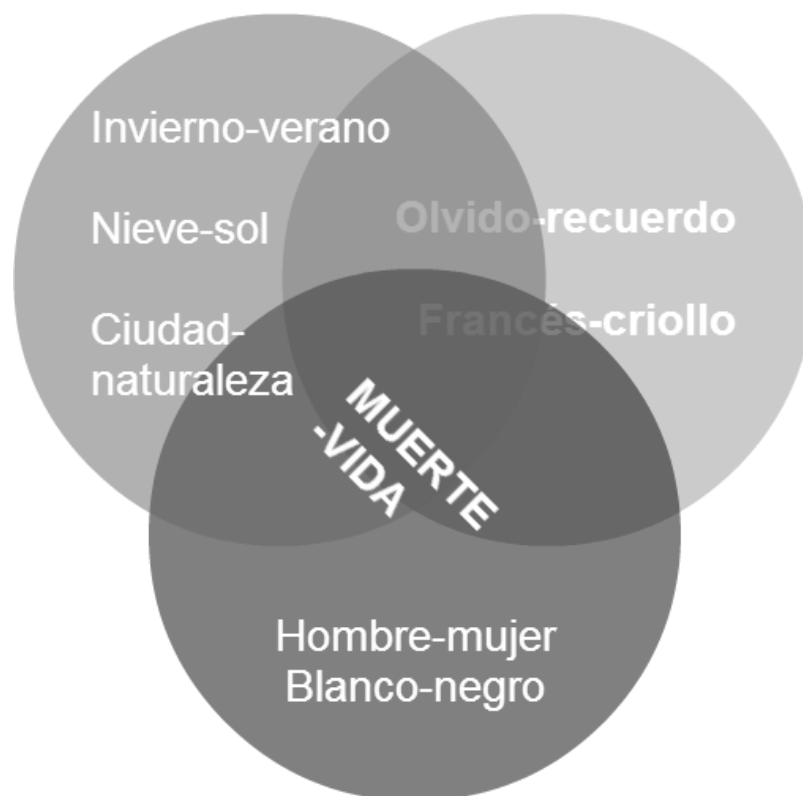 Invierno-verano
Nieve-sol
Ciudad-
naturaleza
Olvido-recuerdo
Francés-criollo
MUERTE
-VIDA
Hombre-mujer
Blanco-negro